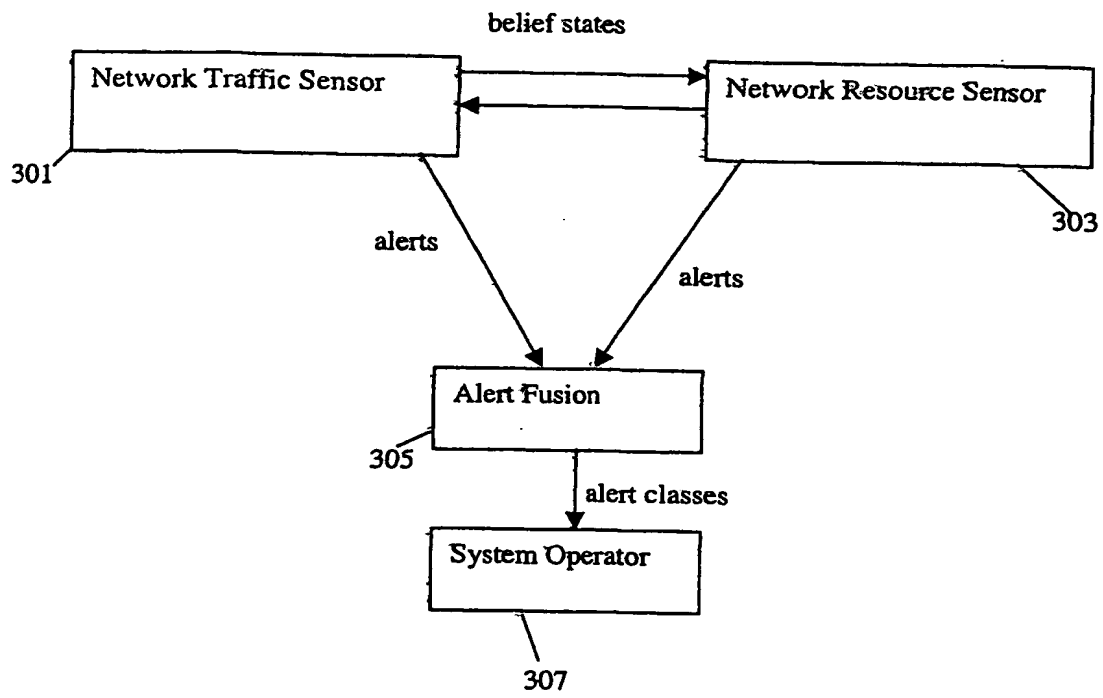 belief states
Network Traffic Sensor
Network Resource Sensor
301
303
alerts
alerts
Alert Fusion
305
alert classes
System Operator
307